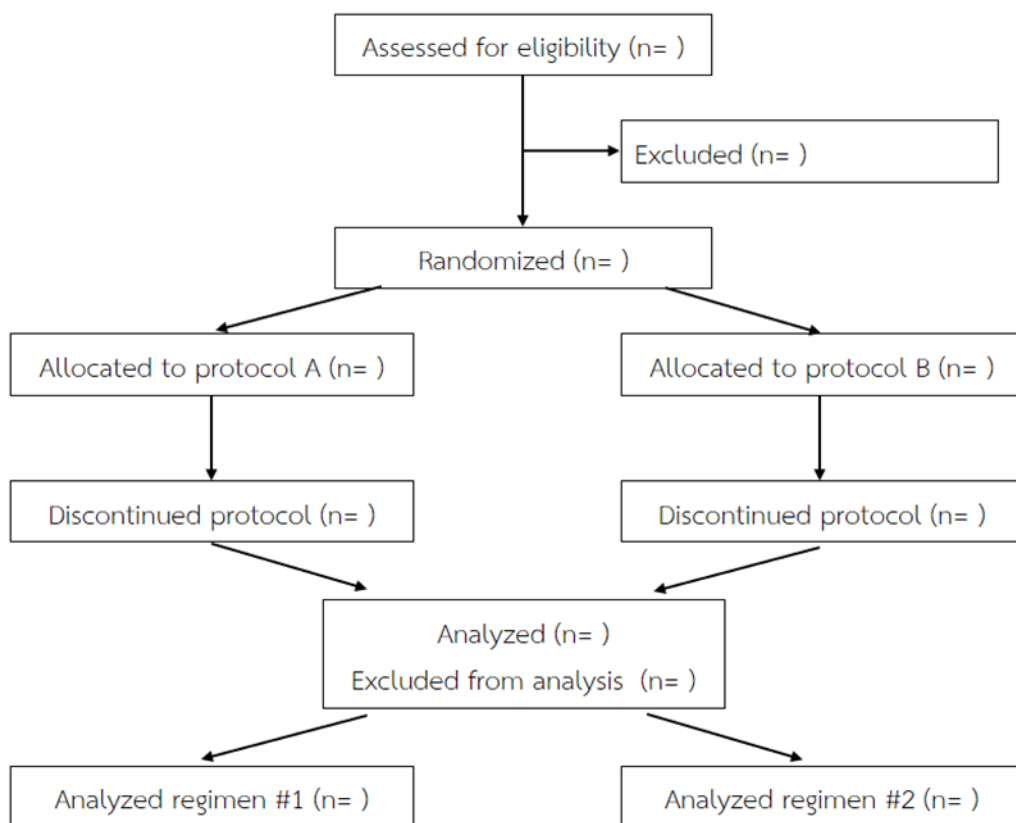 Assessed for eligibility (n= )
Excluded (n= )
Randomized (n= )
Allocated to protocol A (n= )
Allocated to protocol B (n= )
Discontinued protocol (n= )
Discontinued protocol (n= )
Analyzed (n= )
Excluded from analysis (n= )
Analyzed regimen #1 (n= )
Analyzed regimen #2 (n= )